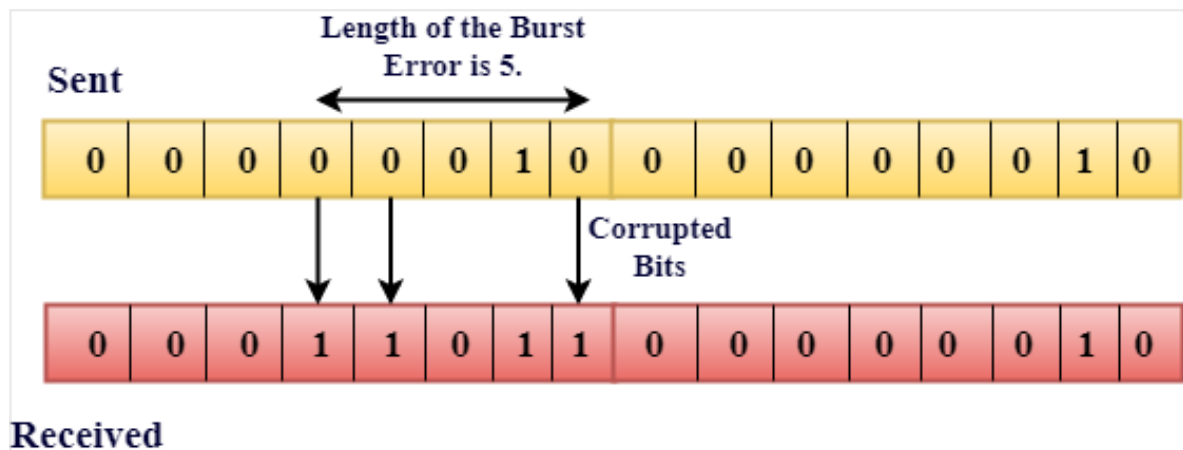 Length of the Burst
Error is 5.
Sent
0 0 0 0 0 0 1 0 0 0 0 0 0 0 1 0
Corrupted
Bits
0 0 0 1 1 0 1 1 0 0 0 0 0 0 1 0
Received